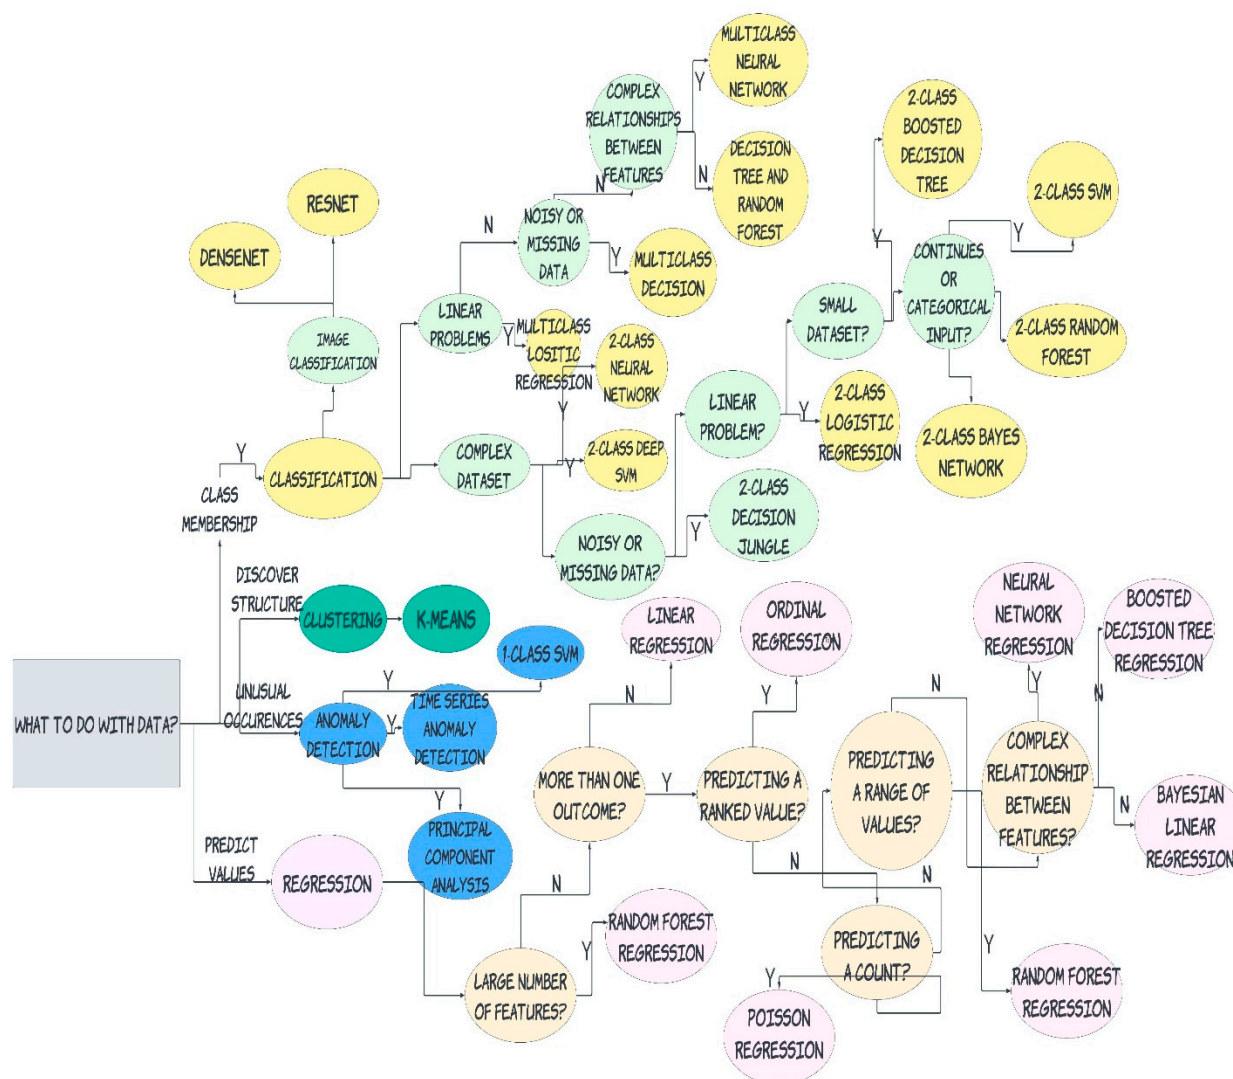 MULTICLASS
NEURAL
NETWORK
Y
COMPLEX
RELATIONSHIPS
BETWEEN
FEATURES
N
DECISION
TREE AND
RANDOM
FOREST
N
2-CLASS
BOOSTED
DECISION
TREE
Y
2-CLASS SVM
Y
RESNET
DENSENET
N
NOISY OR
MISSING
DATA
Y
MULTICLASS
DECISION
CONTINUES
OR
CATEGORICAL
INPUT?
SMALL
DATASET?
2-CLASS RANDOM
FOREST
IMAGE
CLASSIFICATION
LINEAR
PROBLEMS
Y
MULTICLASS
LOSITIC
REGRESSION
2-CLASS
NEURAL
NETWORK
Y
LINEAR
PROBLEM?
Y
2-CLASS
LOGISTIC
REGRESSION
2-CLASS BAYES
NETWORK
Y
CLASSIFICATION
COMPLEX
DATASET
Y
2-CLASS DEEP
SVM
CLASS
MEMBERSHIP
NOISY OR
MISSING DATA?
Y
2-CLASS
DECISION
JUNGLE
DISCOVER
STRUCTURE
CLUSTERING
K-MEANS
LINEAR
REGRESSION
ORDINAL
REGRESSION
NEURAL
NETWORK
REGRESSION
BOOSTED
DECISION TREE
REGRESSION
1-CLASS SVM
Y
WHAT TO DO WITH DATA?
UNUSUAL
OCCURENCES
ANOMALY
DETECTION
Y
TIME SERIES
ANOMALY
DETECTION
Y
PRINCIPAL
COMPONENT
ANALYSIS
N
MORE THAN ONE
OUTCOME?
Y
PREDICTING A
RANKED VALUE?
Y
N
PREDICTING
A RANGE OF
VALUES?
N
Y
COMPLEX
RELATIONSHIP
BETWEEN
FEATURES?
N
N
BAYESIAN
LINEAR
REGRESSION
PREDICT
VALUES
REGRESSION
N
LARGE NUMBER
OF FEATURES?
Y
RANDOM FOREST
REGRESSION
N
PREDICTING
A COUNT?
Y
POISSON
REGRESSION
Y
RANDOM FOREST
REGRESSION